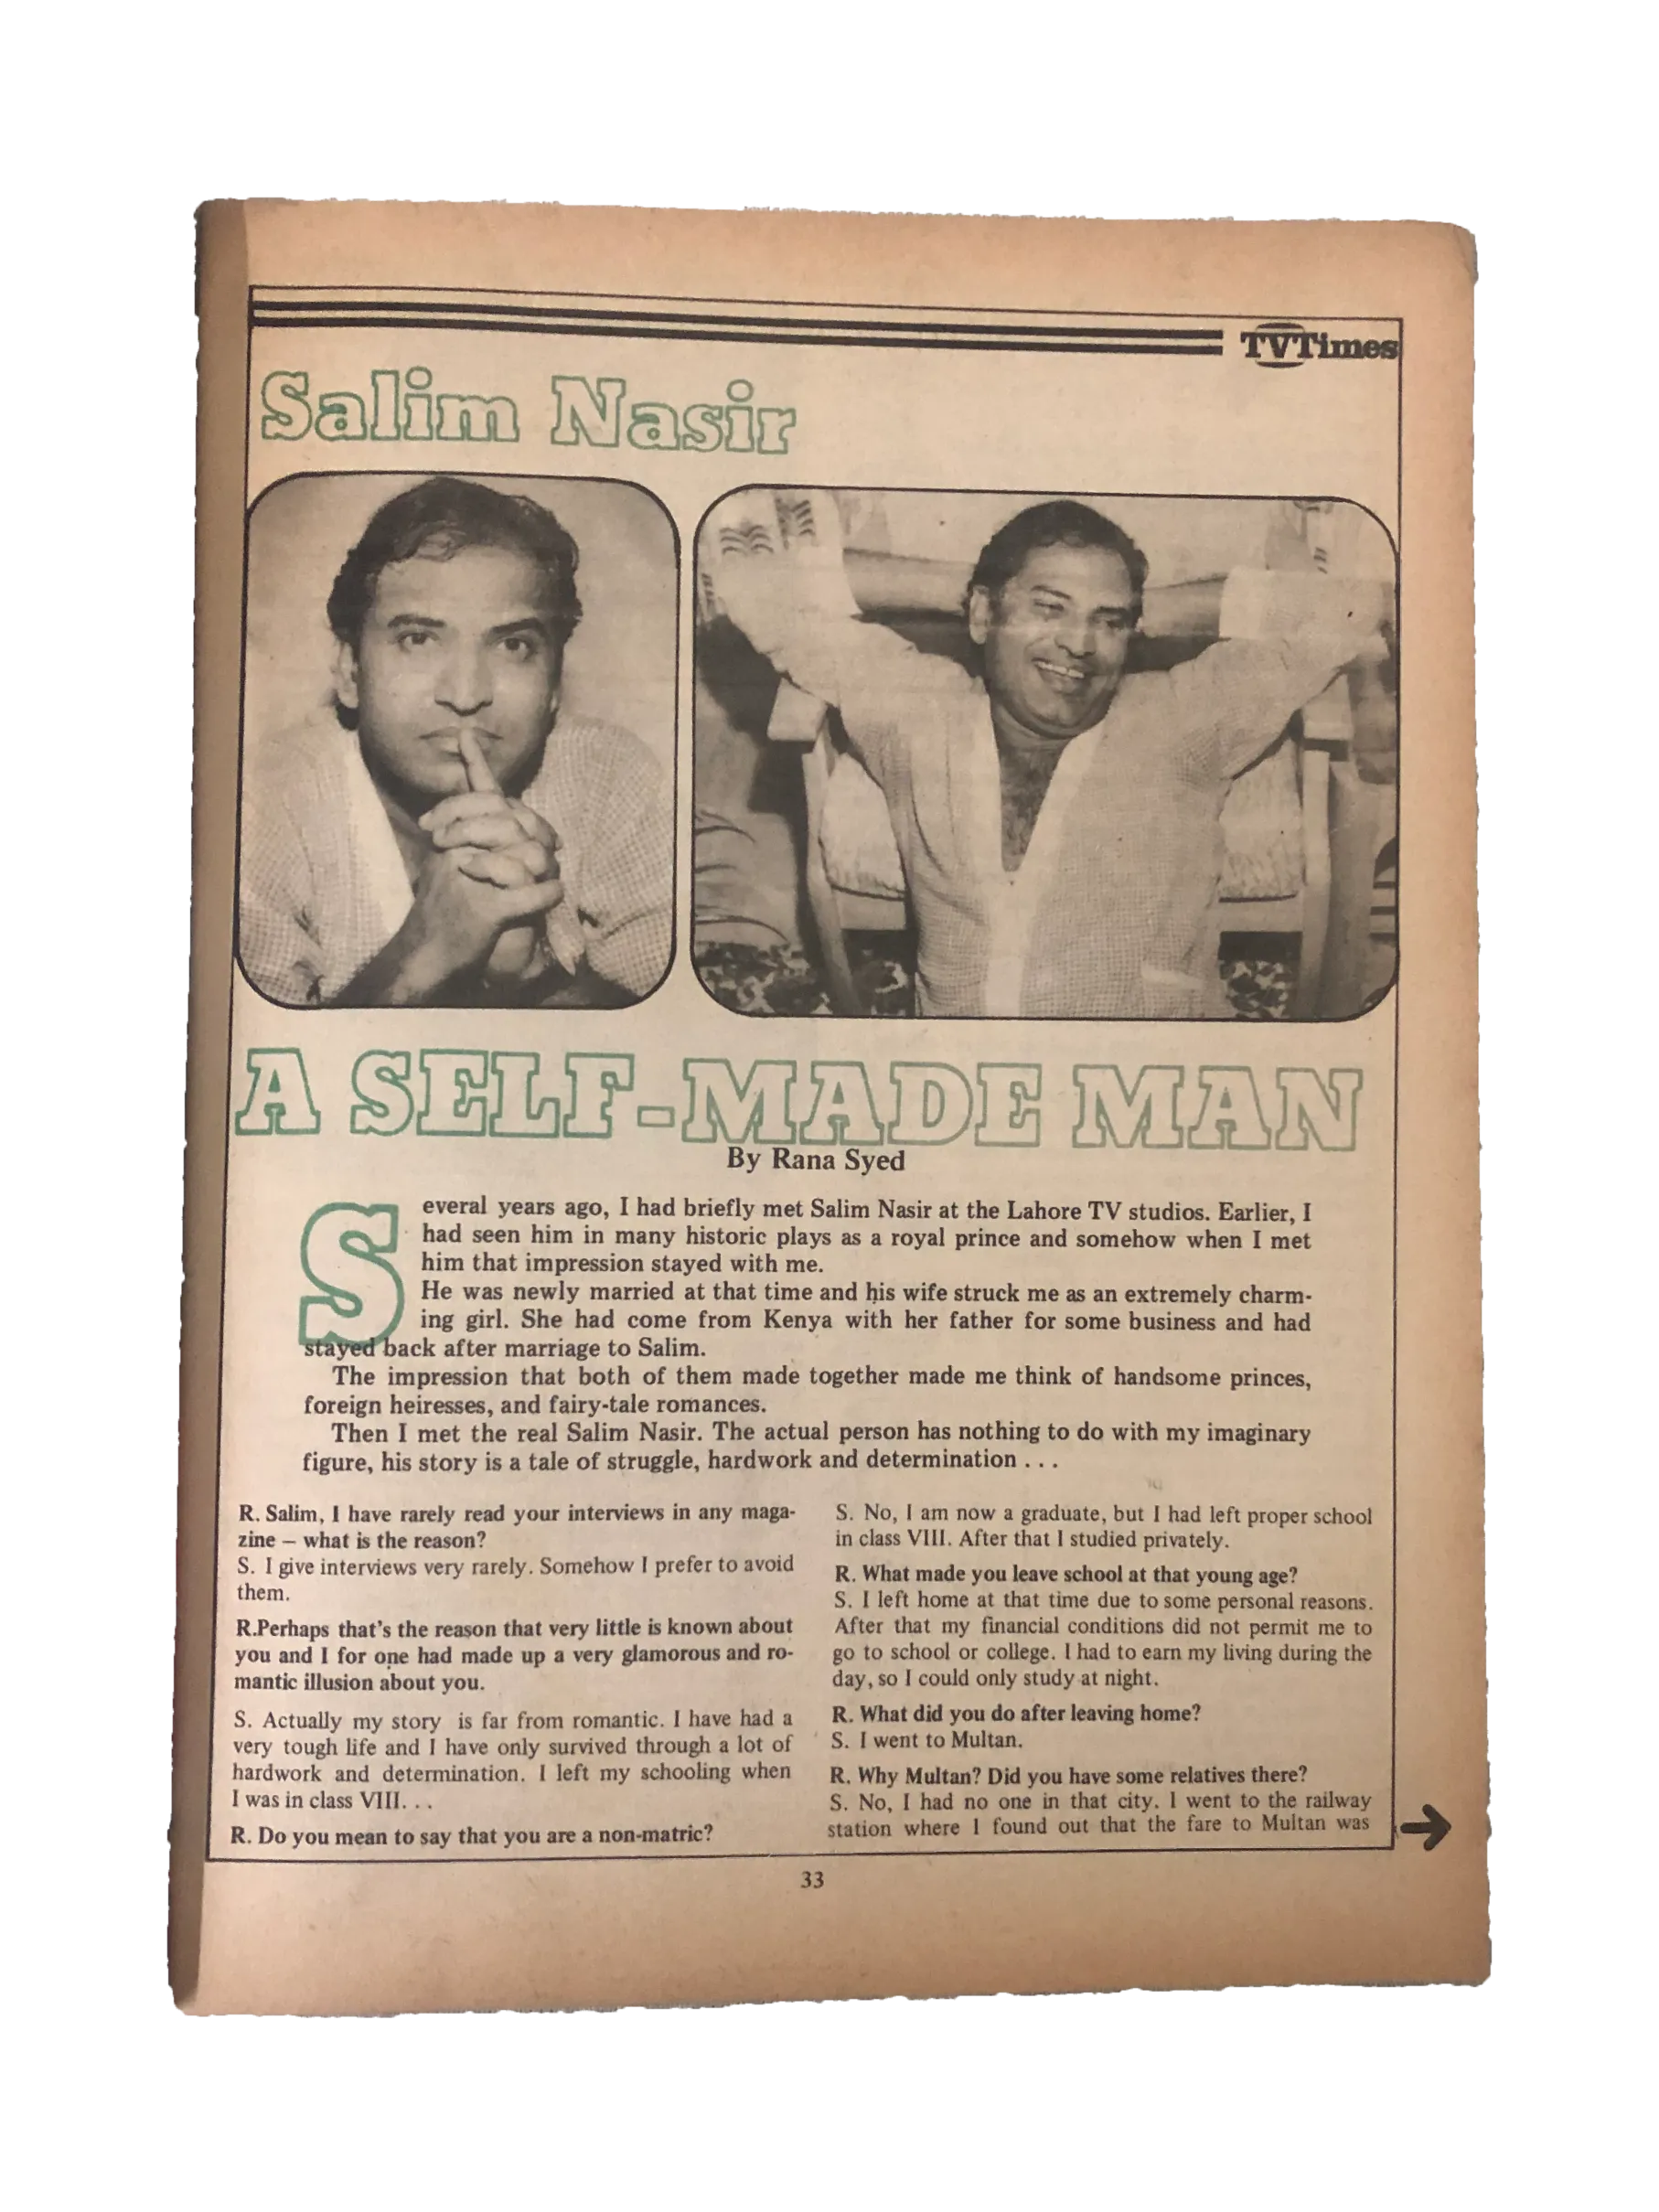 TVTimes
Salim Nasir
A SELF-MADE MAN
By Rana Syed
Several years ago, I had briefly met Salim Nasir at the Lahore TV studios. Earlier, I
had seen him in many historic plays as a royal prince and somehow when I met
him that impression stayed with me.
He was newly married at that time and his wife struck me as an extremely charm-
ing girl. She had come from Kenya with her father for some business and had
stayed back after marriage to Salim.
The impression that both of them made together made me think of handsome princes,
foreign heiresses, and fairy-tale romances.
Then I met the real Salim Nasir. The actual person has nothing to do with my imaginary
figure, his story is a tale of struggle, hardwork and determination . . .
R. Salim, I have rarely read your interviews in any maga-
zine – what is the reason?
S. I give interviews very rarely. Somehow I prefer to avoid
them.
R.Perhaps that's the reason that very little is known about
you and I for one had made up a very glamorous and ro-
mantic illusion about you.
S. Actually my story is far from romantic. I have had a
very tough life and I have only survived through a lot of
hardwork and determination. I left my schooling when
I was in class VIII. . .
R. Do you mean to say that you are a non-matric?
S. No, I am now a graduate, but I had left proper school
in class VIII. After that I studied privately.
R. What made you leave school at that young age?
S. I left home at that time due to some personal reasons.
After that my financial conditions did not permit me to
go to school or college. I had to earn my living during the
day, so I could only study at night.
R. What did you do after leaving home?
S. I went to Multan.
R. Why Multan? Did you have some relatives there?
S. No, I had no one in that city. I went to the railway
station where I found out that the fare to Multan was
33